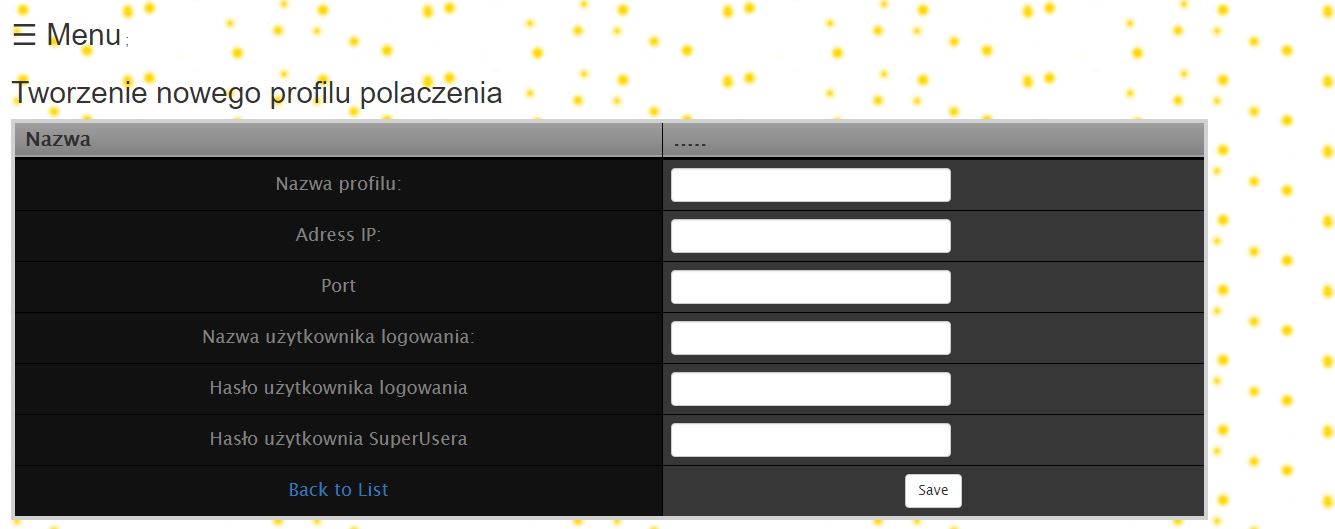 ☰ Menu ;
Tworzenie nowego profilu polaczenia
Nazwa .....
Nazwa profilu:
Adress IP:
Port
Nazwa użytkownika logowania:
Hasło użytkownika logowania
Hasło użytkownia SuperUsera
Back to List Save